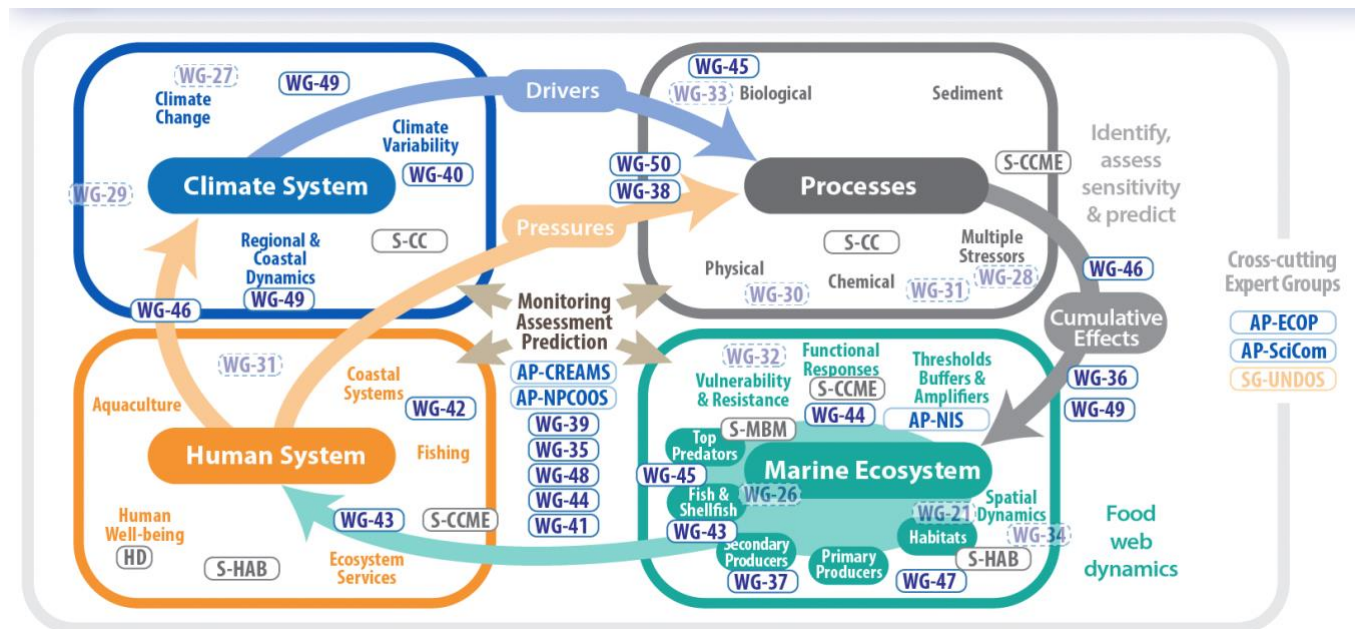 WG-27
WG-49
Climate
Change
Climate
Variability
WG-40
Climate System
WG-29
S-CC
Regional &
Coastal
Dynamics
WG-49
Drivers
Pressures
WG-50
WG-38
WG-45
WG-33
Biological
Sediment
S-CCME
Processes
S-CC
Multiple
Stressors
WG-28
Physical
WG-30
Chemical
WG-31
Identify,
assess
sensitivity
& predict
WG-46
Cumulative
Effects
WG-36
WG-49
Cross-cutting
Expert Groups
AP-ECOP
AP-SciCom
SG-UNDOS
WG-46
Monitoring
Assessment
Prediction
AP-CREAMS
AP-NPCOOS
WG-39
WG-35
WG-48
WG-44
WG-41
WG-31
Coastal
Systems
Aquaculture
WG-42
Human System
Fishing
WG-43
S-CCME
Human
Well-being
HD
S-HAB
Ecosystem
Services
WG-32
Functional
Responses
S-CCME
WG-44
Vulnerability
& Resistance
Thresholds
Buffers &
Amplifiers
AP-NIS
S-MBM
Top
Predators
Marine Ecosystem
WG-45
Fish &
Shellfish
WG-26
WG-43
WG-21
Habitats
Spatial
Dynamics
WG-34
S-HAB
Secondary
Producers
WG-37
Primary
Producers
WG-47
Food
web
dynamics